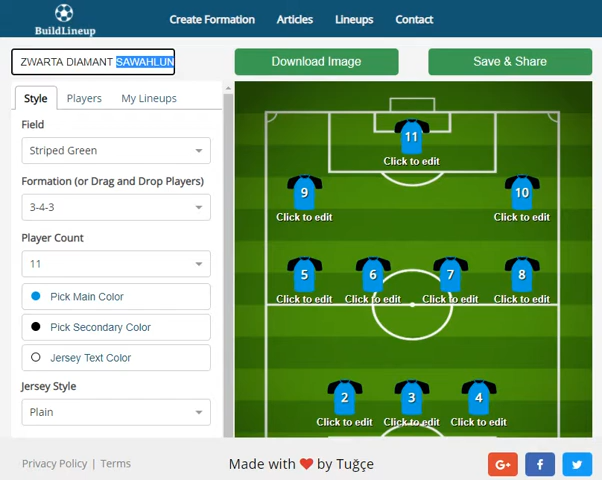 BuildLineup
Create Formation Articles Lineups Contact
ZWARTA DIAMANT SAWAHLUN
Download Image
Save & Share
Style Players My Lineups
Field
Striped Green
Formation (or Drag and Drop Players)
3-4-3
Player Count
11
Pick Main Color
Pick Secondary Color
Jersey Text Color
Jersey Style
Plain
11
Click to edit
9
Click to edit
10
Click to edit
5
Click to edit
6
Click to edit
7
Click to edit
8
Click to edit
2
Click to edit
3
Click to edit
4
Click to edit
Privacy Policy | Terms
Made with ❤ by Tuğçe
G+
f